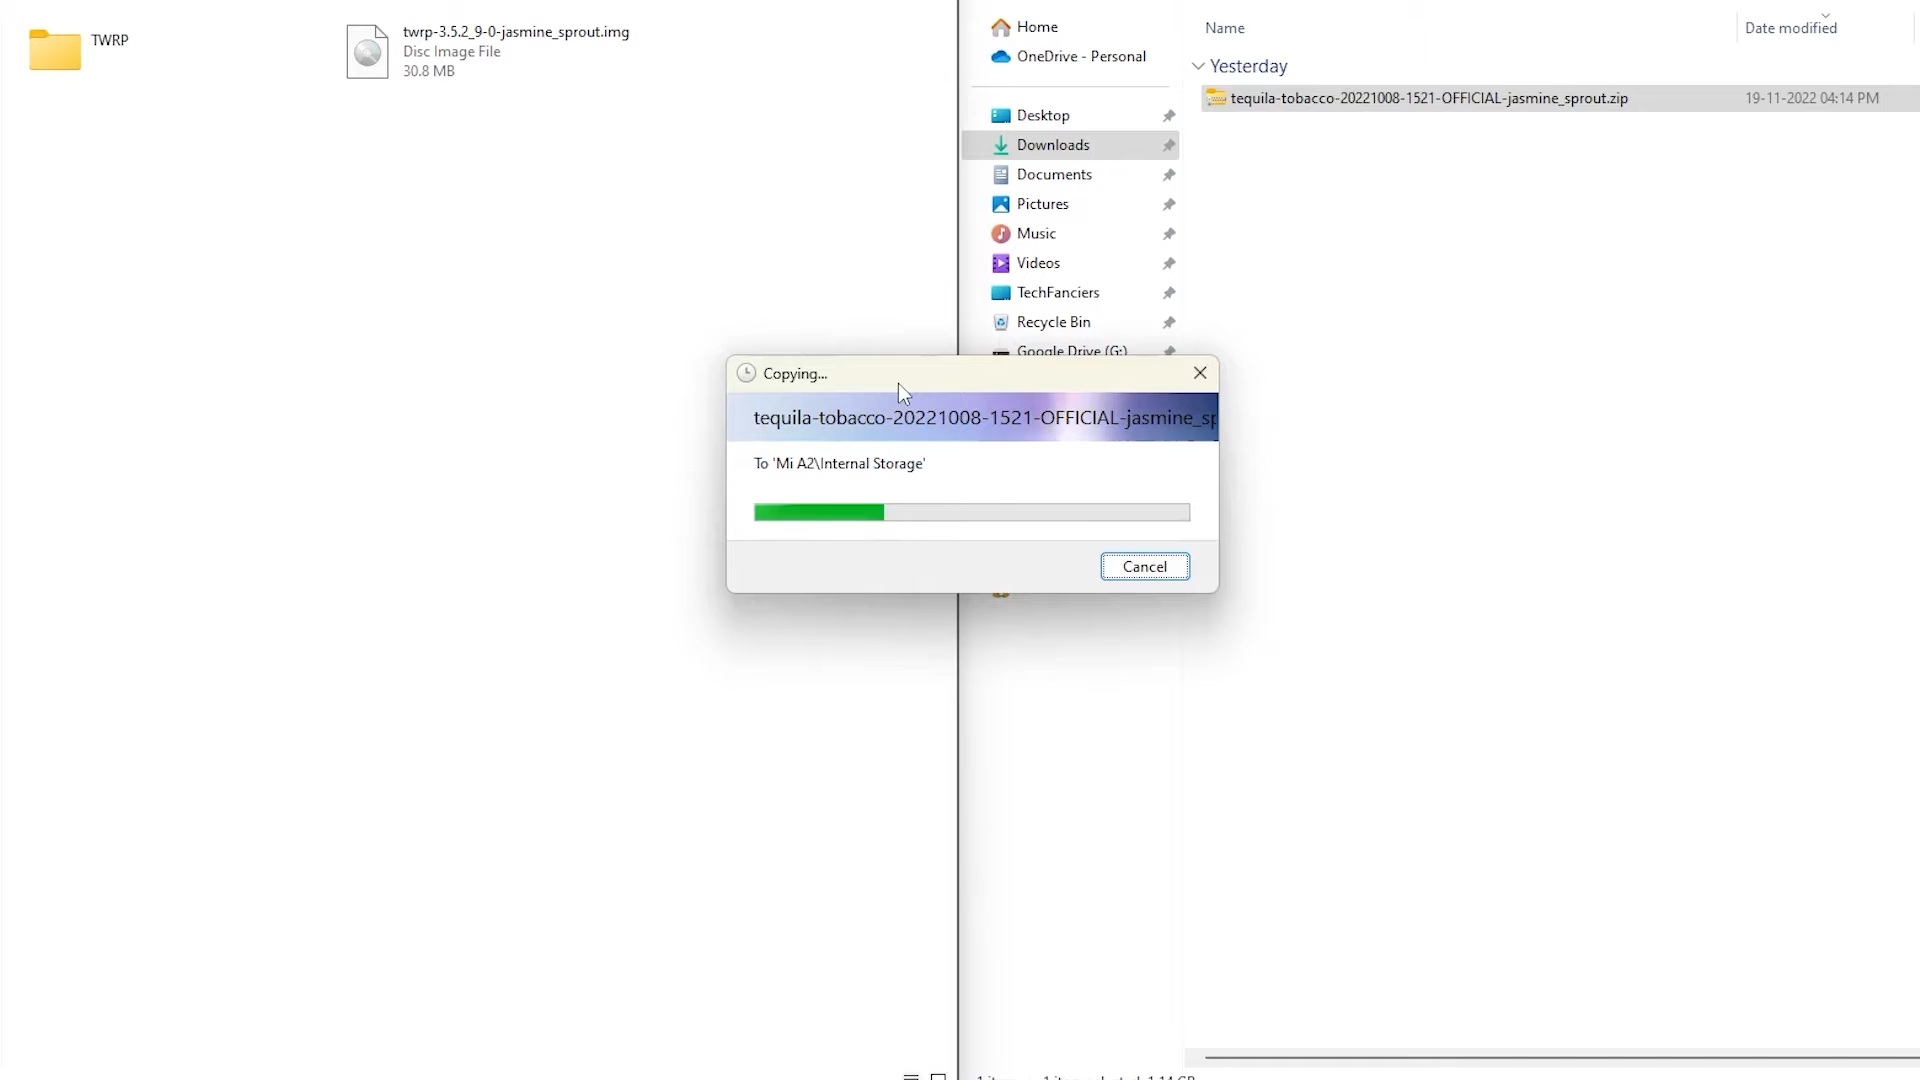 TWRP
twrp-3.5.2_9-0-jasmine_sprout.img
Disc Image File
30.8 MB
Home
OneDrive - Personal
Desktop
Downloads
Documents
Pictures
Music
Videos
TechFanciers
Recycle Bin
Google Drive (G:)
Name
Date modified
Yesterday
tequila-tobacco-20221008-1521-OFFICIAL-jasmine_sprout.zip
19-11-2022 04:14 PM
Copying...
tequila-tobacco-20221008-1521-OFFICIAL-jasmine_sp
To 'Mi A2\Internal Storage'
Cancel